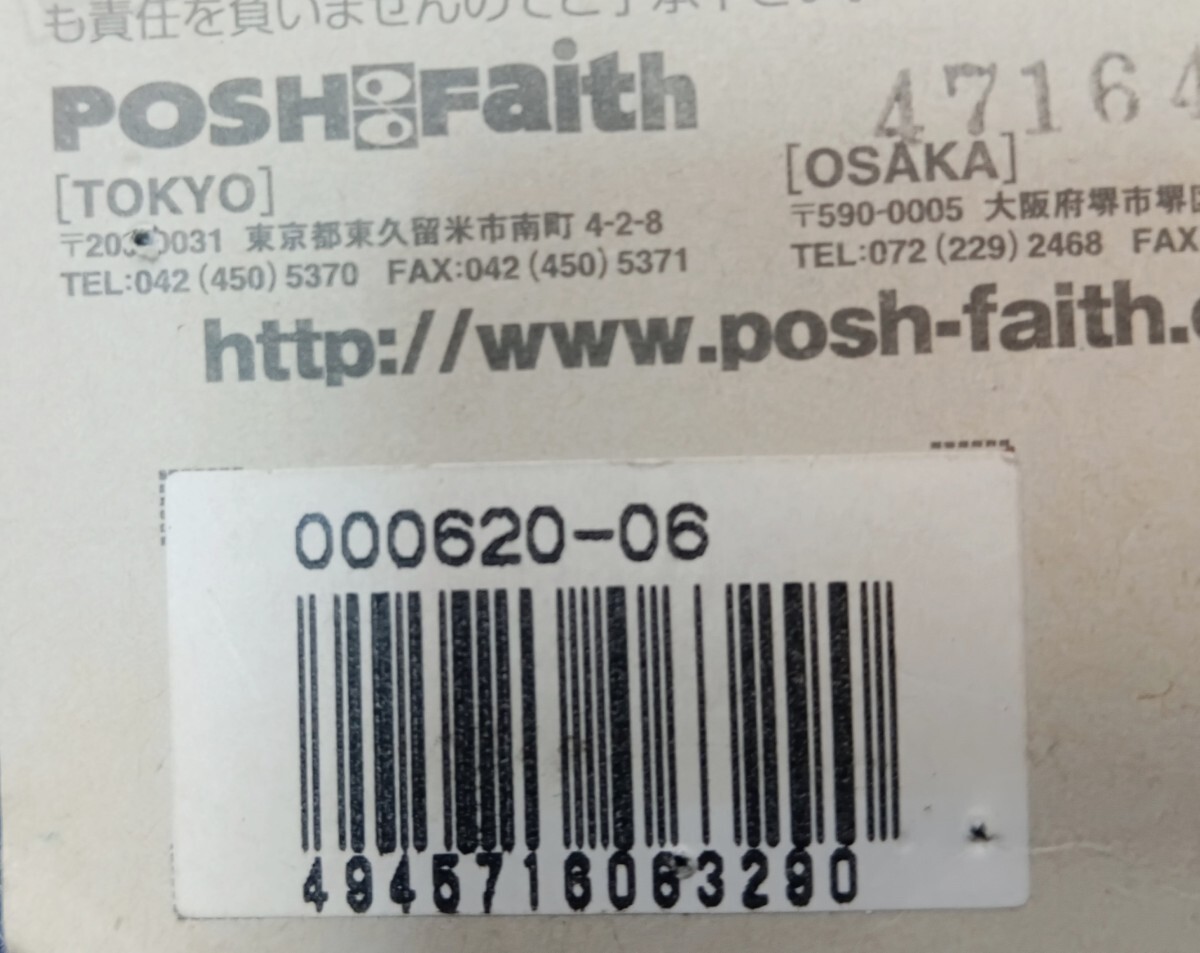 も責任を負いませんのでご了承下さい
POSH Faith
47164
[TOKYO]
[OSAKA]
〒203-0031 東京都東久留米市南町 4-2-8
〒590-0005 大阪府堺市堺区
TEL:042 (450) 5370 FAX:042 (450) 5371
TEL:072 (229) 2468 FAX
http://www.posh-faith.c
000620-06
4945716063290